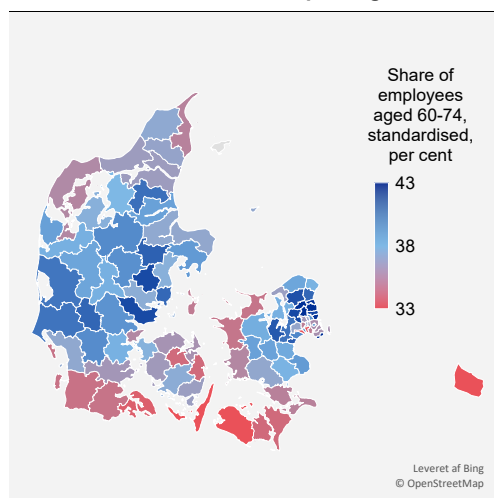 Share of
employees
aged 60-74,
standardised,
per cent
43
38
33
Leveret af Bing
© OpenStreetMap